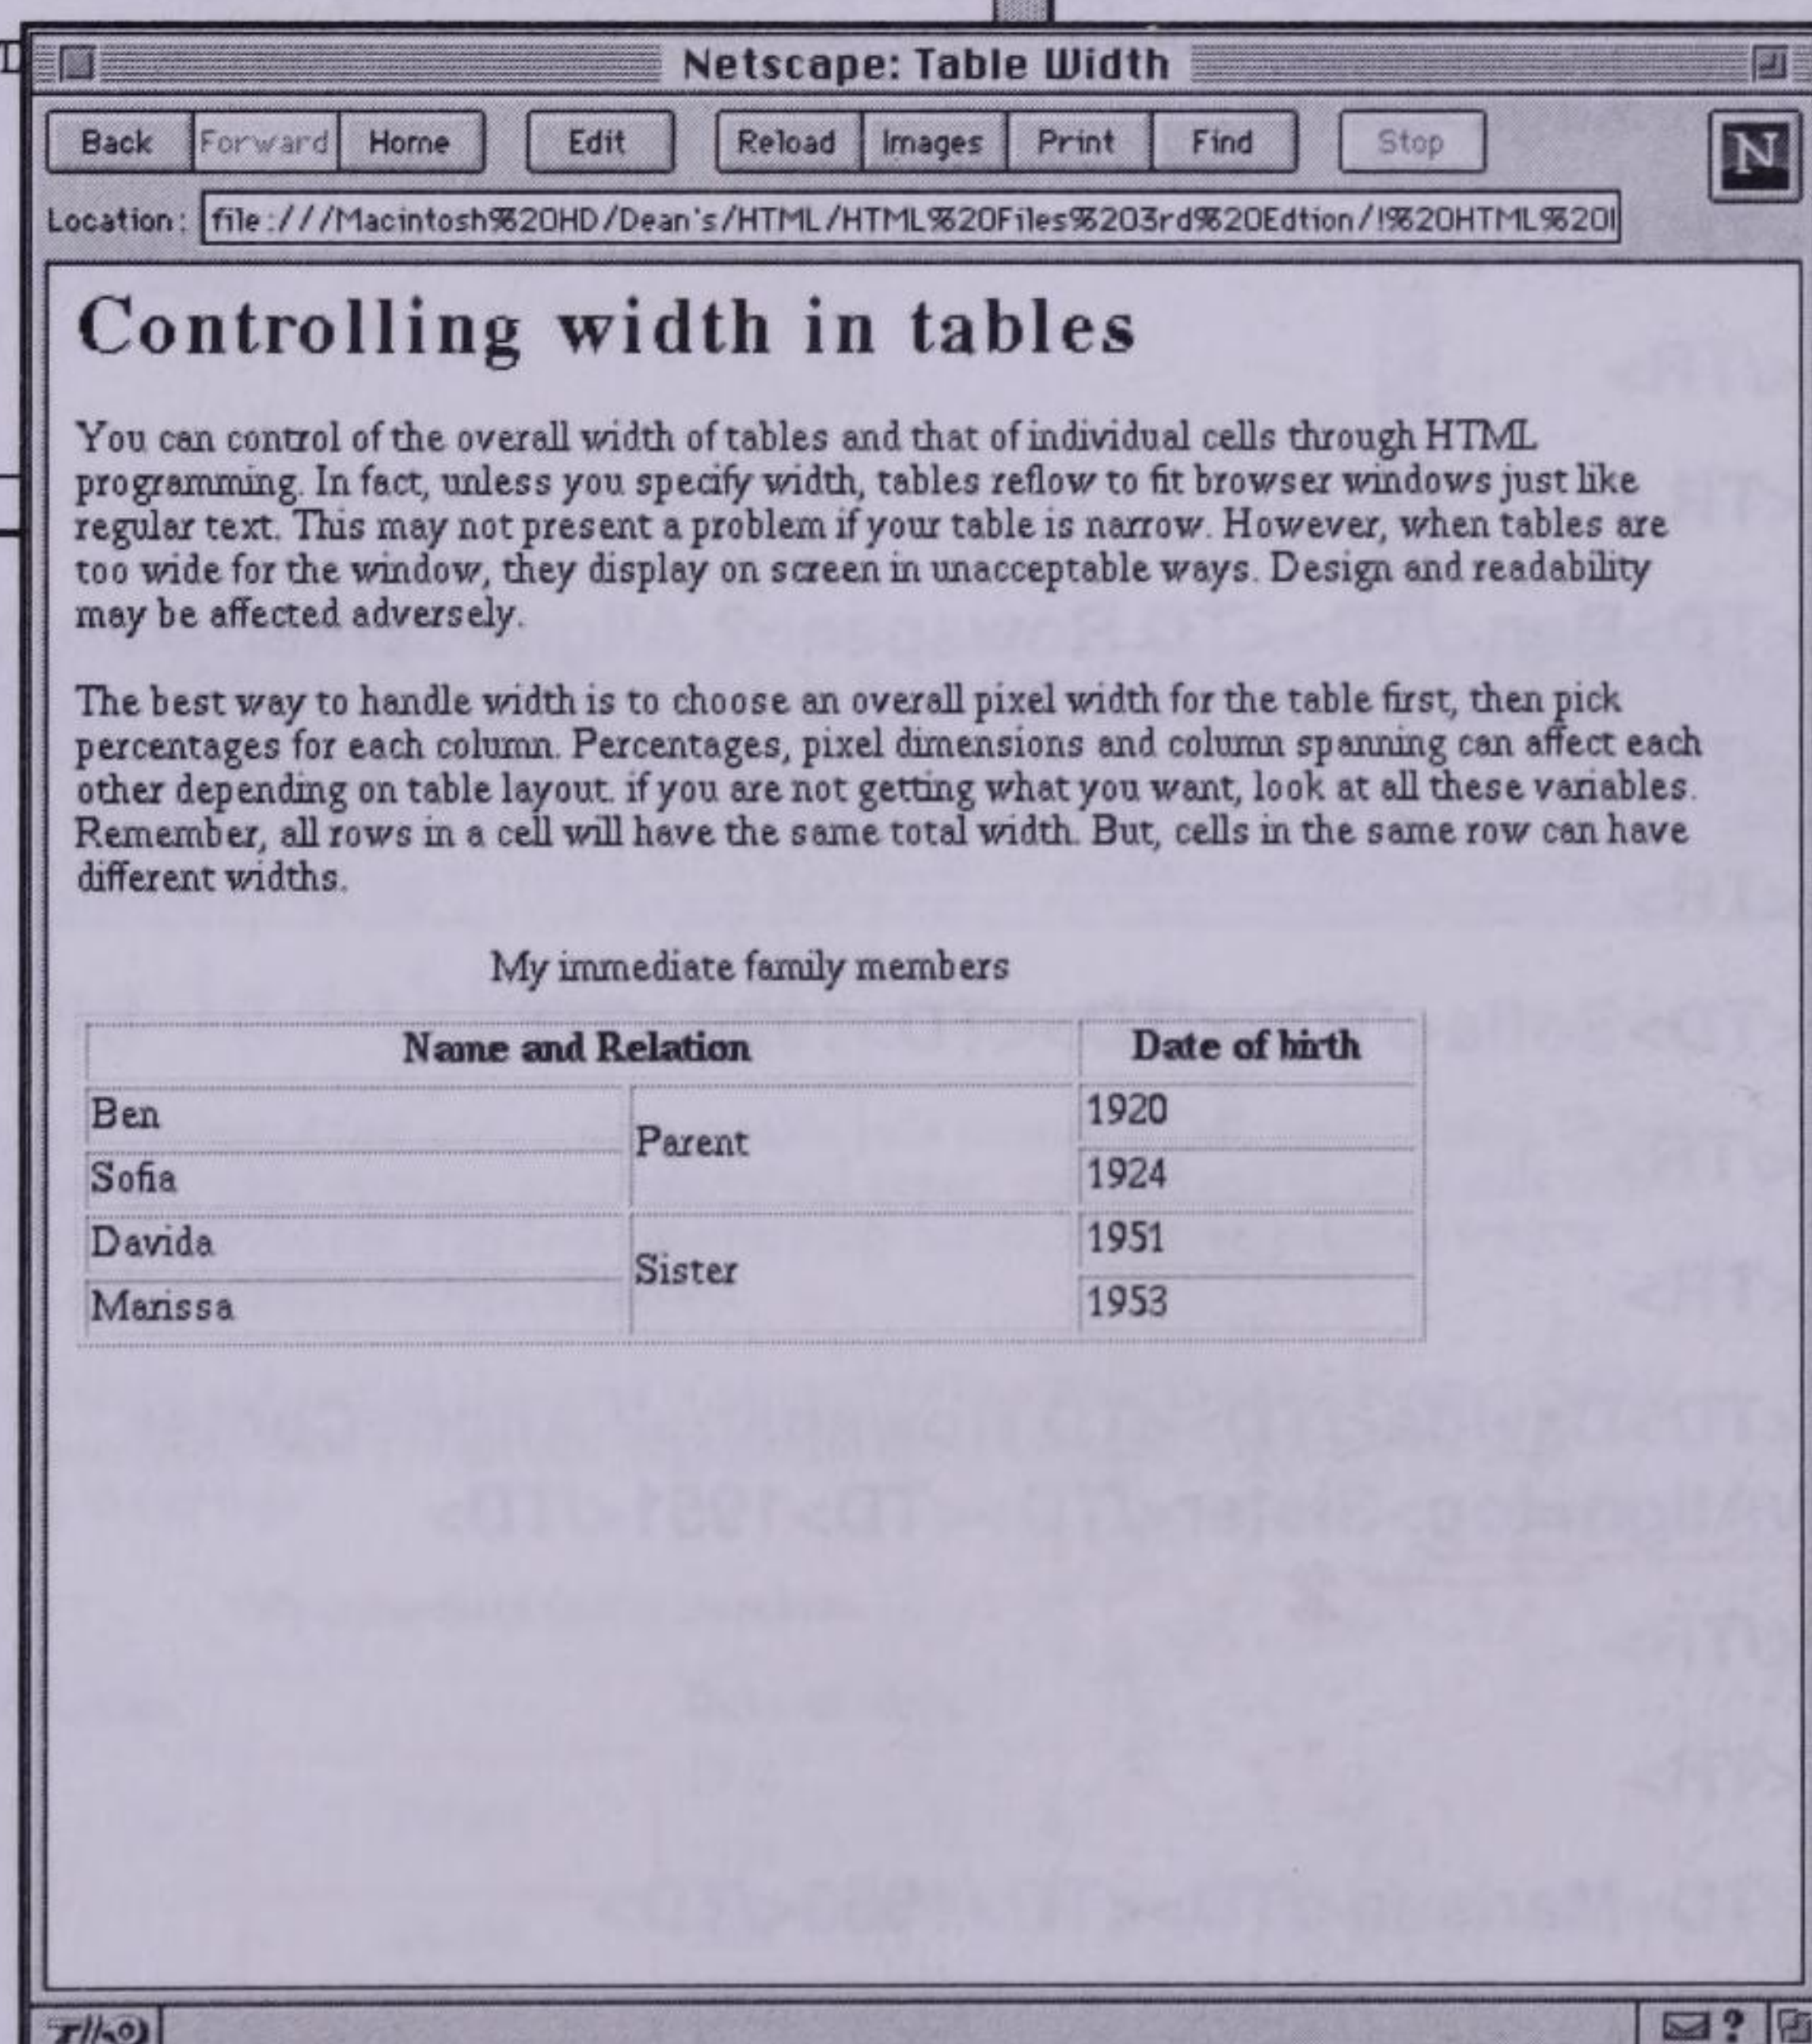 Netscape: Table Width
Back Forward Home Edit Reload Images Print Find Stop
N
Location: file:///Macintosh%20HD/Dean's/HTML/HTML%20Files%203rd%20Edtion/!%20HTML%20I
Controlling width in tables
You can control of the overall width of tables and that of individual cells through HTML
programming. In fact, unless you specify width, tables reflow to fit browser windows just like
regular text. This may not present a problem if your table is narrow. However, when tables are
too wide for the window, they display on screen in unacceptable ways. Design and readability
may be affected adversely.
The best way to handle width is to choose an overall pixel width for the table first, then pick
percentages for each column. Percentages, pixel dimensions and column spanning can affect each
other depending on table layout. if you are not getting what you want, look at all these variables.
Remember, all rows in a cell will have the same total width. But, cells in the same row can have
different widths.
My immediate family members
Name and Relation Date of birth
Ben Parent 1920
Sofia 1924
Davida Sister 1951
Marissa 1953
?